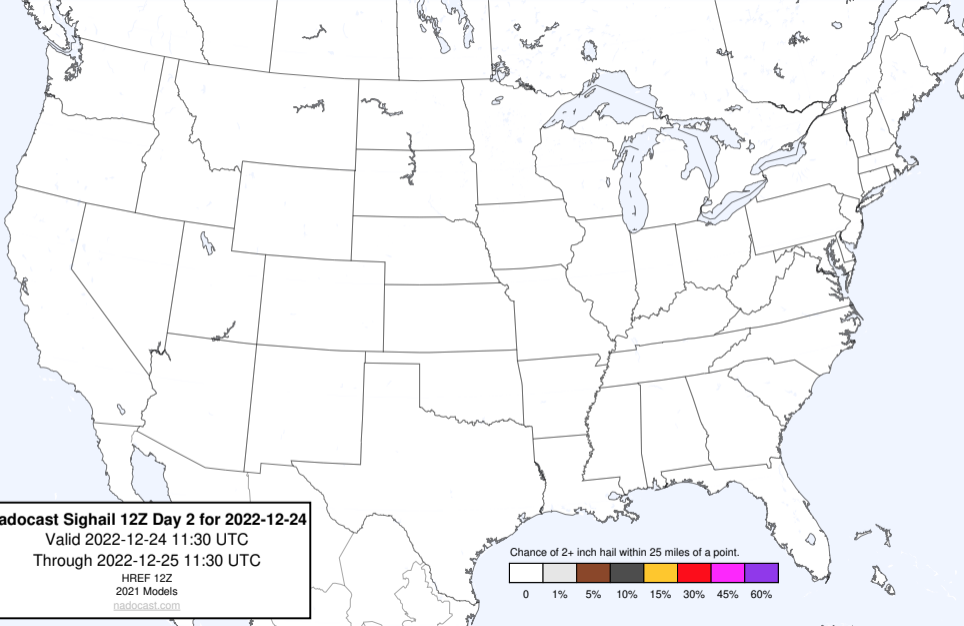 adocast Sighail 12Z Day 2 for 2022-12-24
Valid 2022-12-24 11:30 UTC
Through 2022-12-25 11:30 UTC
HREF 12Z
2021 Models
nadocast.com
Chance of 2+ inch hail within 25 miles of a point.
0 1% 5% 10% 15% 30% 45% 60%